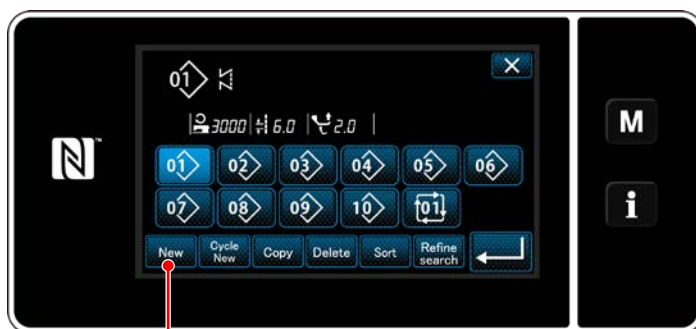 01
3000 6.0 2.0
01 02 03 04 05 06
07 08 09 10 01
New Cycle New Copy Delete Sort Refine search
N™
M
i